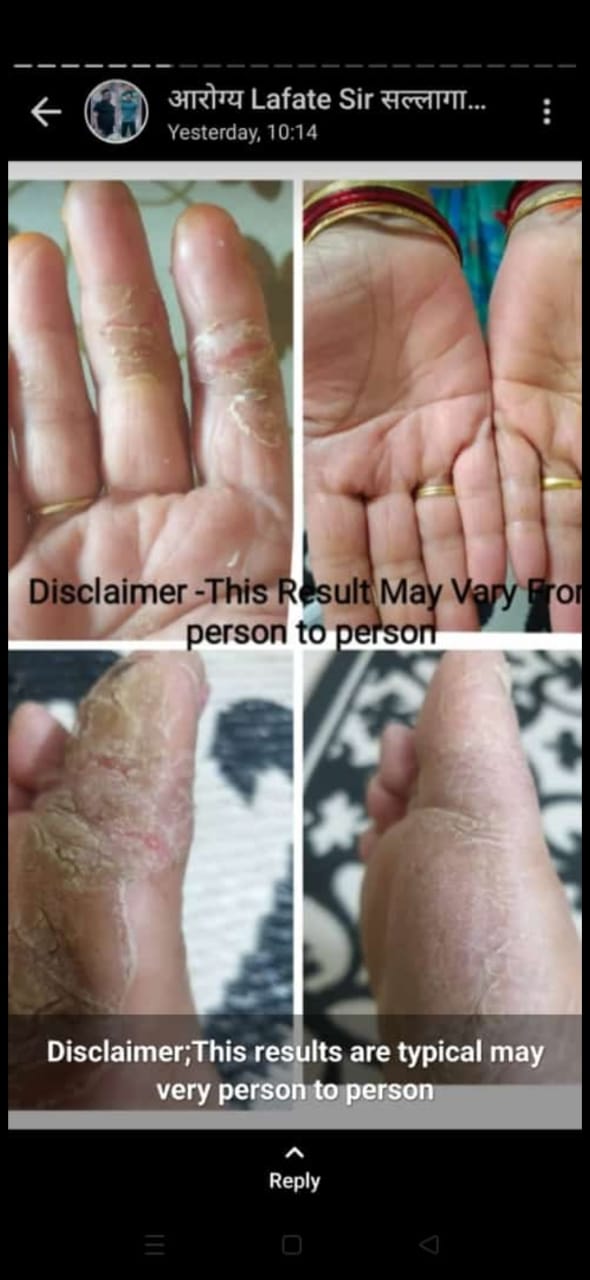 आरोग्य Lafate Sir सल्लागा...
Yesterday, 10:14
Disclaimer -This Result May Vary From
person to person
Disclaimer;This results are typical may
very person to person
Reply